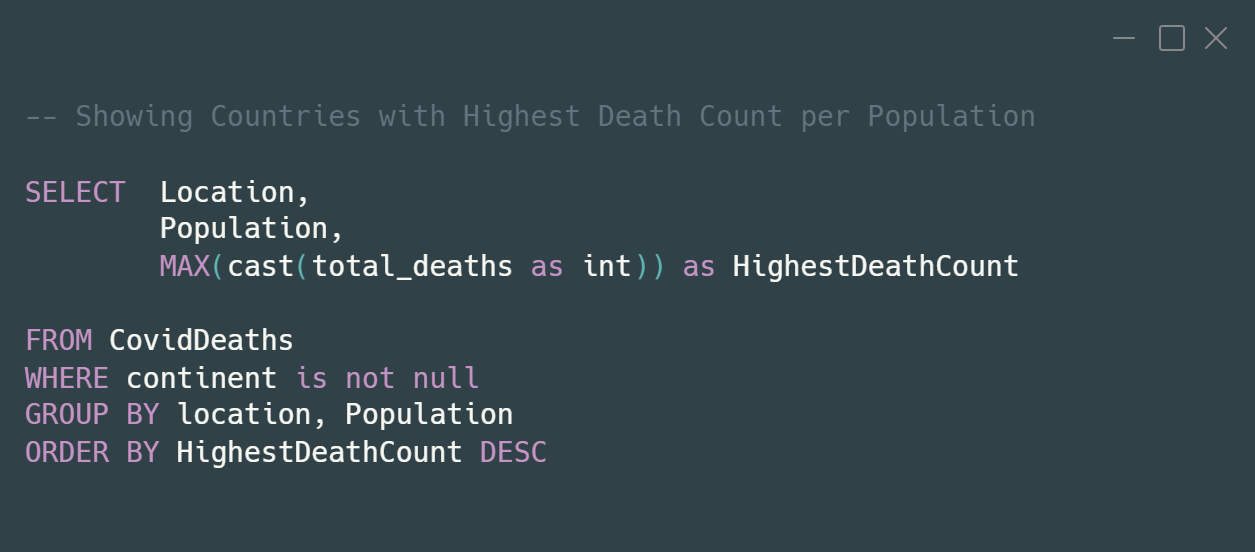 -- Showing Countries with Highest Death Count per Population
SELECT  Location,
        Population,
        MAX(cast(total_deaths as int)) as HighestDeathCount
FROM CovidDeaths
WHERE continent is not null
GROUP BY location, Population
ORDER BY HighestDeathCount DESC